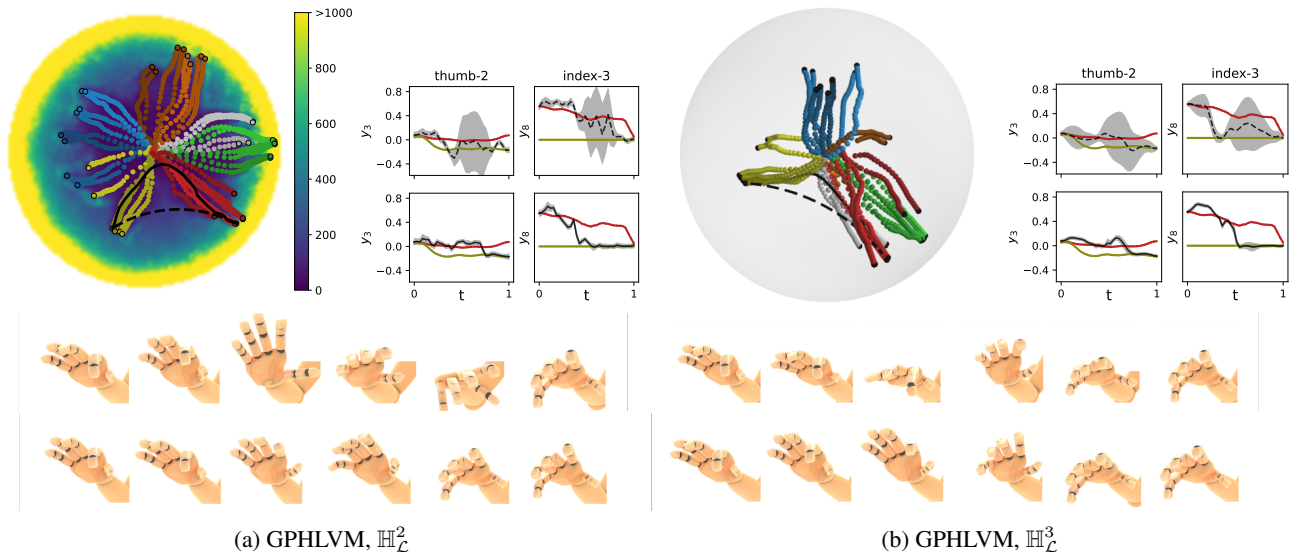 >1000
800
600
400
200
0
thumb-2
index-3
0.8
0.4
0.0
−0.4
y₃
y₈
0.8
0.4
0.0
−0.4
y₃
y₈
0
t
1
0
t
1
thumb-2
index-3
0.8
0.4
0.0
−0.4
y₃
y₈
0.8
0.4
0.0
−0.4
y₃
y₈
0
t
1
0
t
1
(a) GPHLVM, ℍ²_ℒ
(b) GPHLVM, ℍ³_ℒ